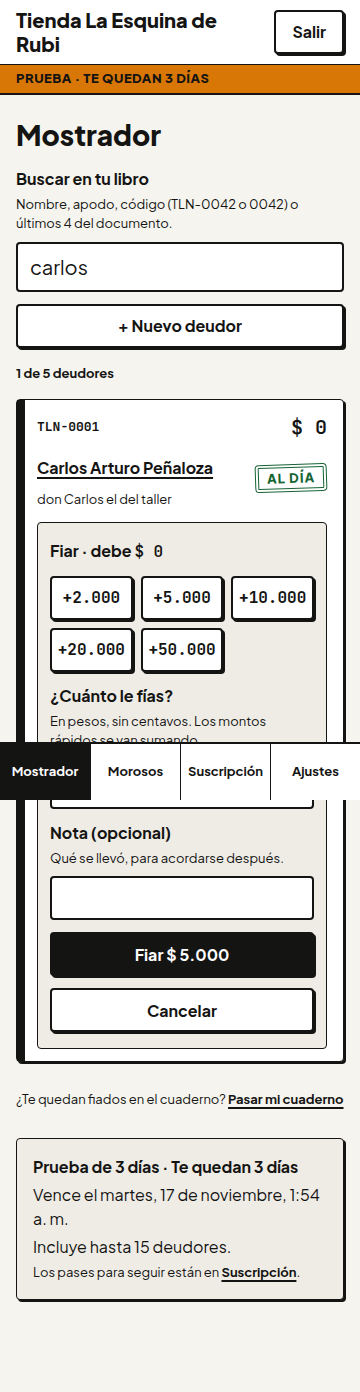 Tienda La Esquina de
Rubi
Salir
PRUEBA · TE QUEDAN 3 DÍAS
Mostrador
Buscar en tu libro
Nombre, apodo, código (TLN-0042 o 0042) o
últimos 4 del documento.
carlos
+ Nuevo deudor
1 de 5 deudores
TLN-0001
$ 0
Carlos Arturo Peñaloza
AL DÍA
don Carlos el del taller
Fiar · debe $ 0
+2.000 +5.000 +10.000
+20.000 +50.000
¿Cuánto le fías?
En pesos, sin centavos. Los montos
rápidos se van sumando.
Mostrador Morosos Suscripción Ajustes
Nota (opcional)
Qué se llevó, para acordarse después.
Fiar $ 5.000
Cancelar
¿Te quedan fiados en el cuaderno? Pasar mi cuaderno
Prueba de 3 días · Te quedan 3 días
Vence el martes, 17 de noviembre, 1:54
a. m.
Incluye hasta 15 deudores.
Los pases para seguir están en Suscripción.